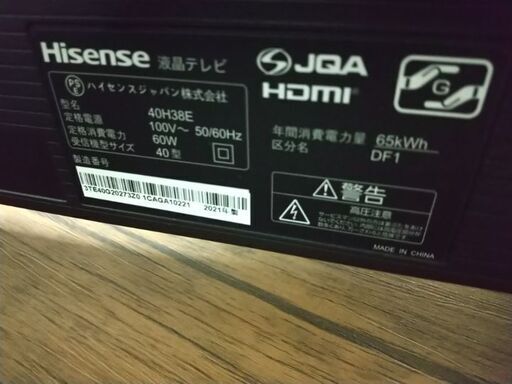 Hisense 液晶テレビ
PS E ハイセンスジャパン株式会社
型名 40H38E
定格電源 100V～ 50/60Hz
定格消費電力 60W
受信機型サイズ 40型
製造番号
3TE40G20273Z0 1CAGA10221 2021年 製
JQA
HDMI
G
年間消費電力量 65kWh
区分名 DF1
警告
高圧注意
MADE IN CHINA